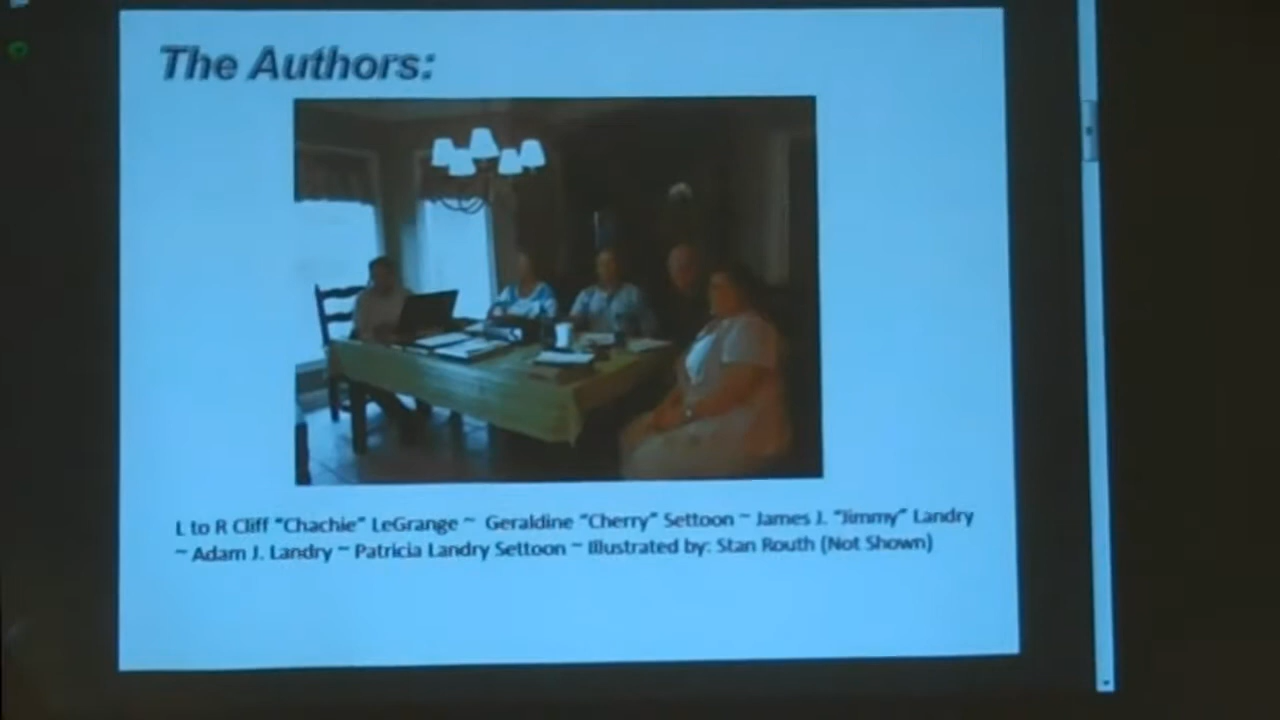 The Authors:
L to R Cliff "Chachie" LeGrange ~ Geraldine "Cherry" Settoon ~ James J. "Jimmy" Landry
~ Adam J. Landry ~ Patricia Landry Settoon ~ Illustrated by: Stan Routh (Not Shown)